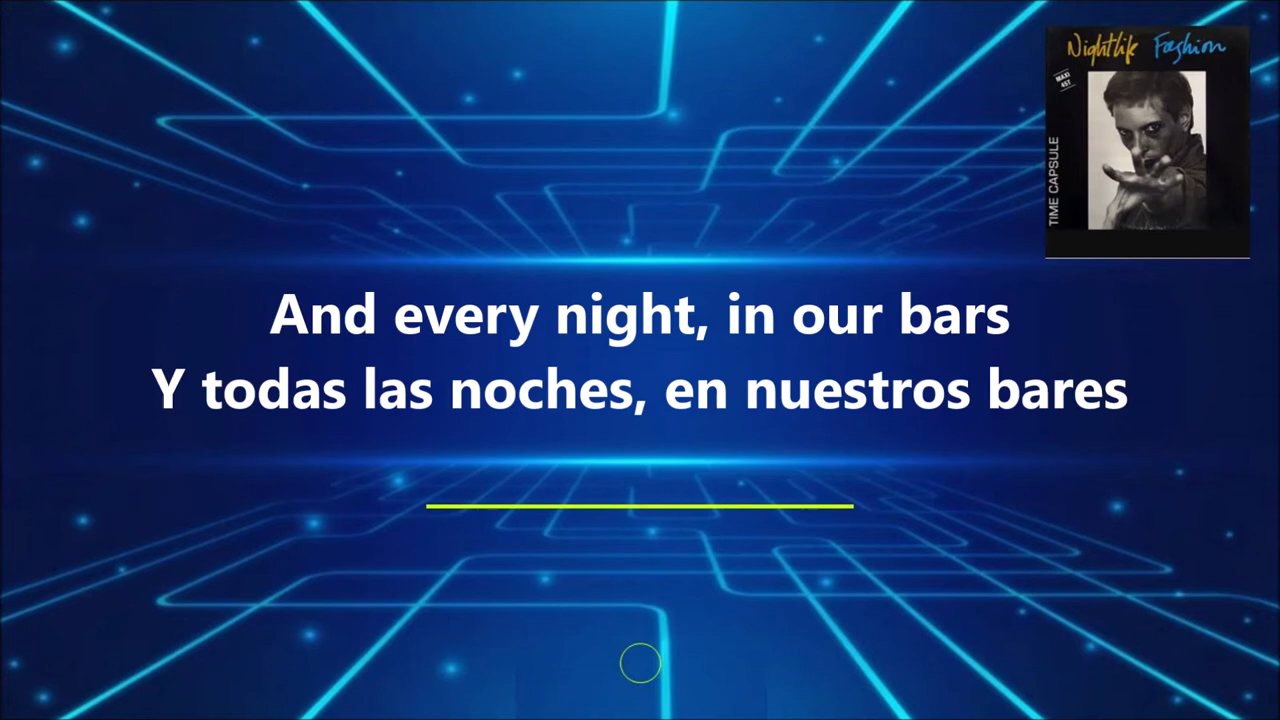 Nightlife Fashion
MAXI
45T
TIME CAPSULE
And every night, in our bars
Y todas las noches, en nuestros bares